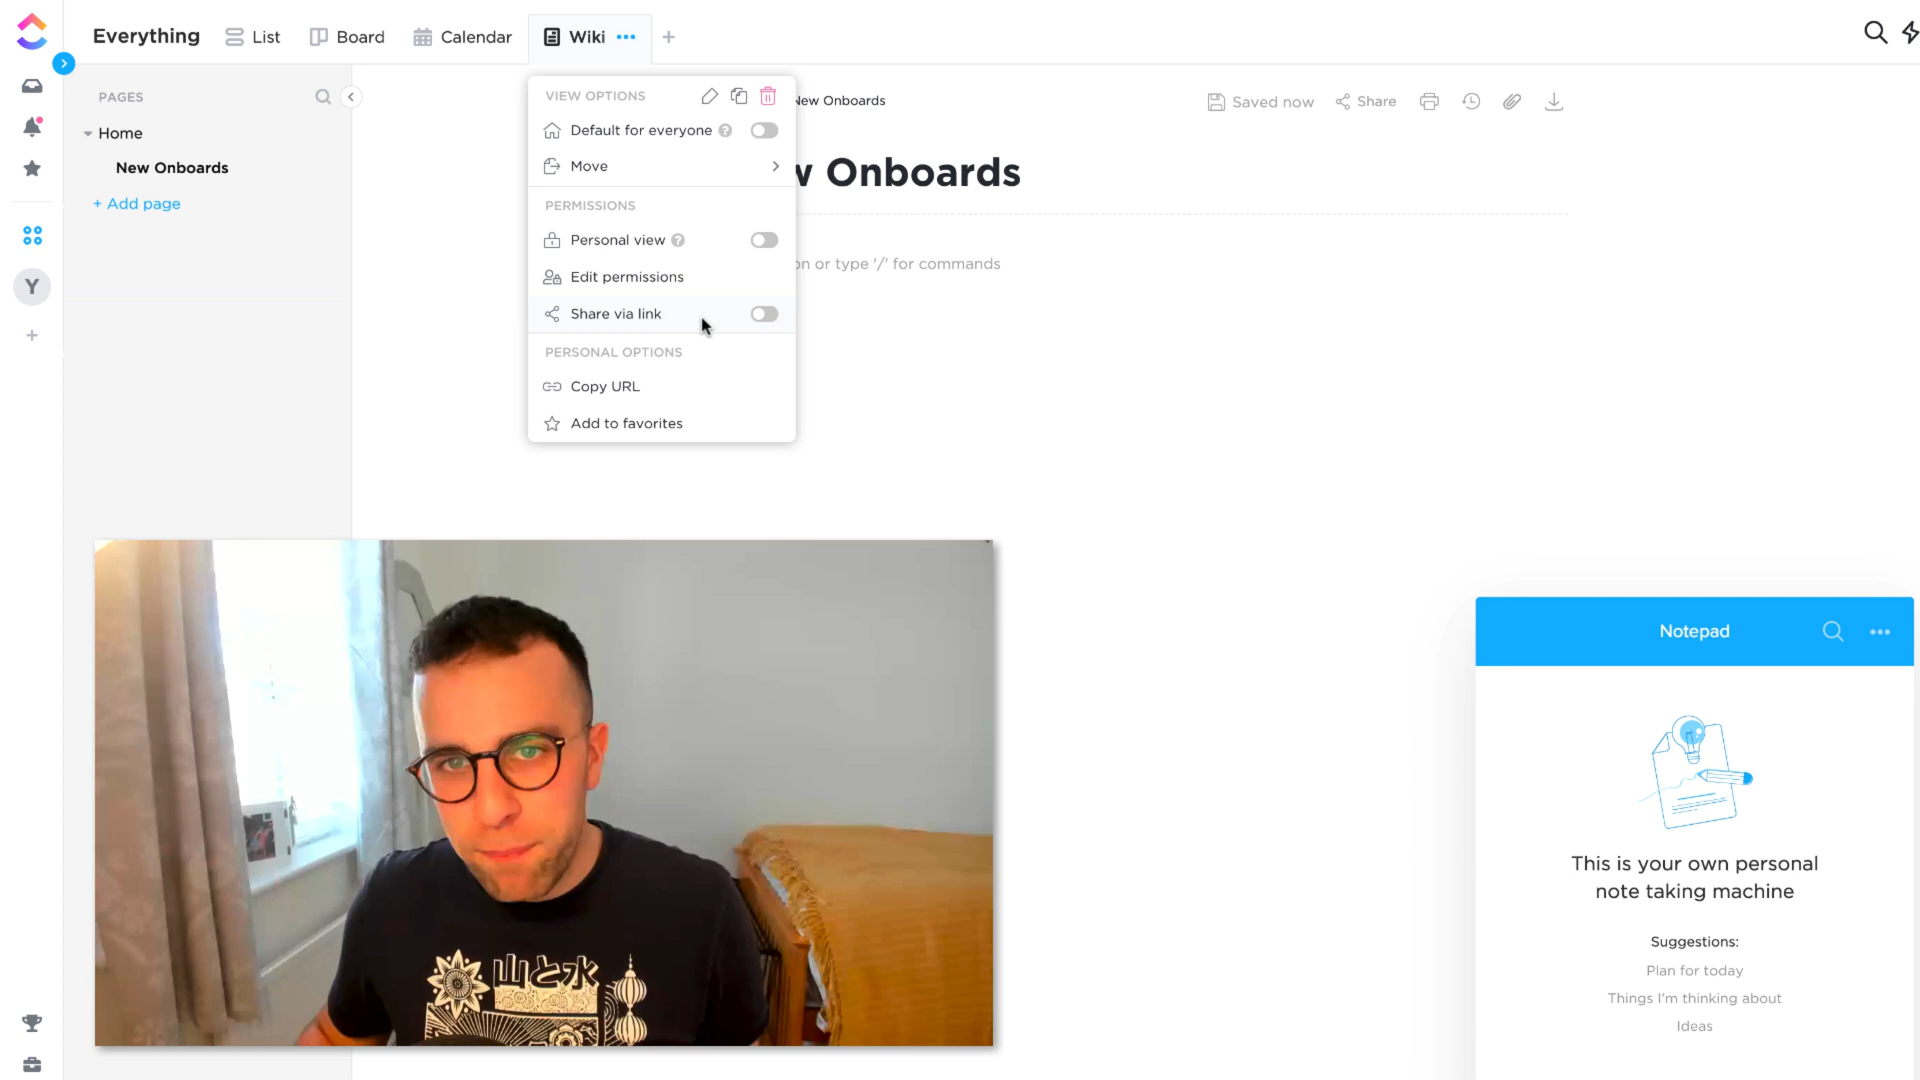 Everything
List
Board
Calendar
Wiki
PAGES
Home
New Onboards
+ Add page
Y
VIEW OPTIONS
Default for everyone
Move
PERMISSIONS
Personal view
Edit permissions
Share via link
PERSONAL OPTIONS
Copy URL
Add to favorites
New Onboards
Saved now
Share
w Onboards
on or type '/' for commands
山と水
Notepad
This is your own personal
note taking machine
Suggestions:
Plan for today
Things I'm thinking about
Ideas